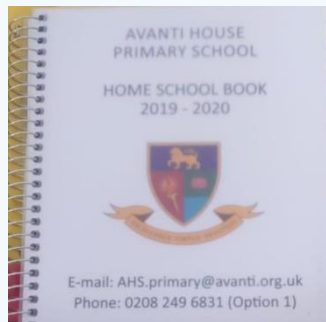 AVANTI HOUSE
PRIMARY SCHOOL
HOME SCHOOL BOOK
2019 - 2020
E-mail: AHS.primary@avanti.org.uk
Phone: 0208 249 6831 (Option 1)